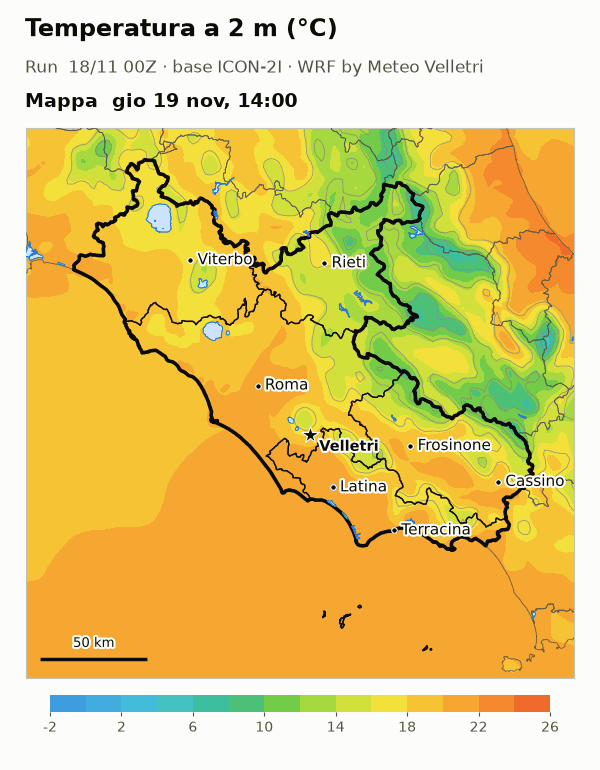 Temperatura a 2 m (°C)
Run  18/11 00Z · base ICON-2I · WRF by Meteo Velletri
Mappa  gio 19 nov, 14:00
Viterbo
Rieti
Roma
Velletri
Frosinone
Latina
Cassino
Terracina
50 km
-2 2 6 10 14 18 22 26